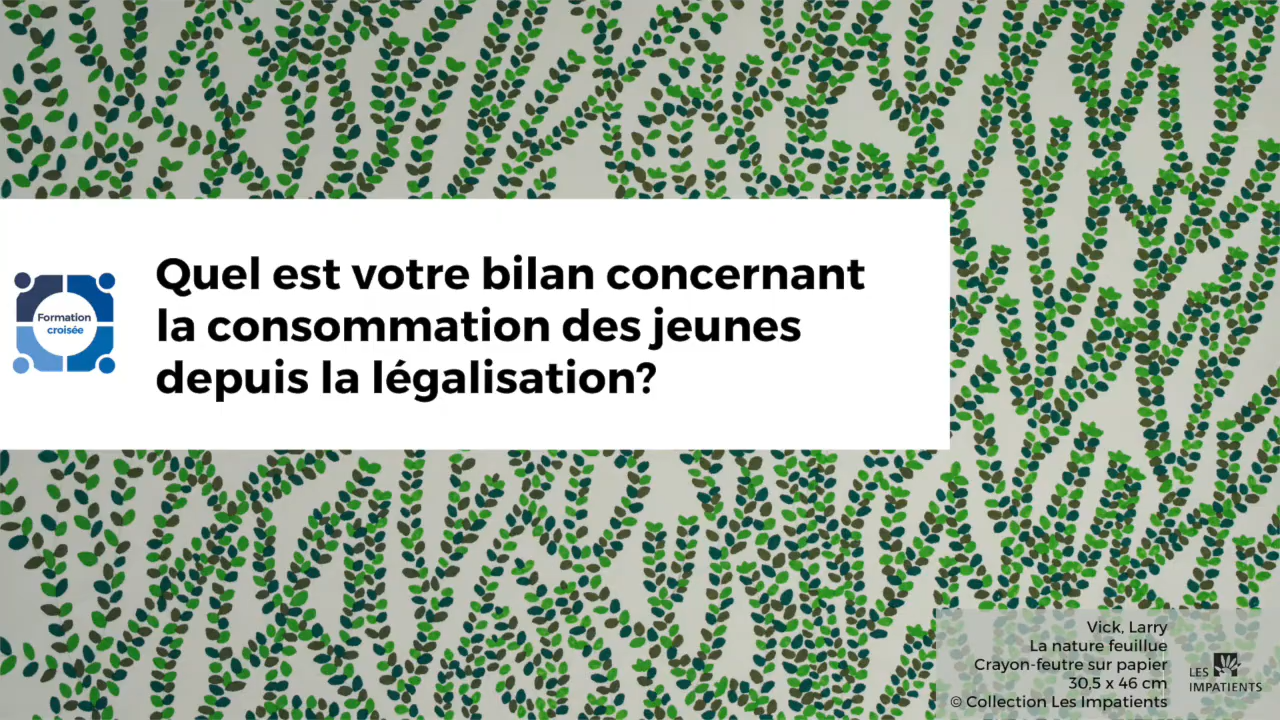 Formation
croisée
Quel est votre bilan concernant
la consommation des jeunes
depuis la légalisation?
Vick, Larry
La nature feuillue
Crayon-feutre sur papier
30,5 x 46 cm
© Collection Les Impatients
LES
IMPATIENTS